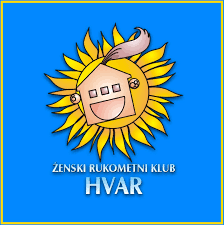 ŽENSKI RUKOMETNI KLUB
HVAR